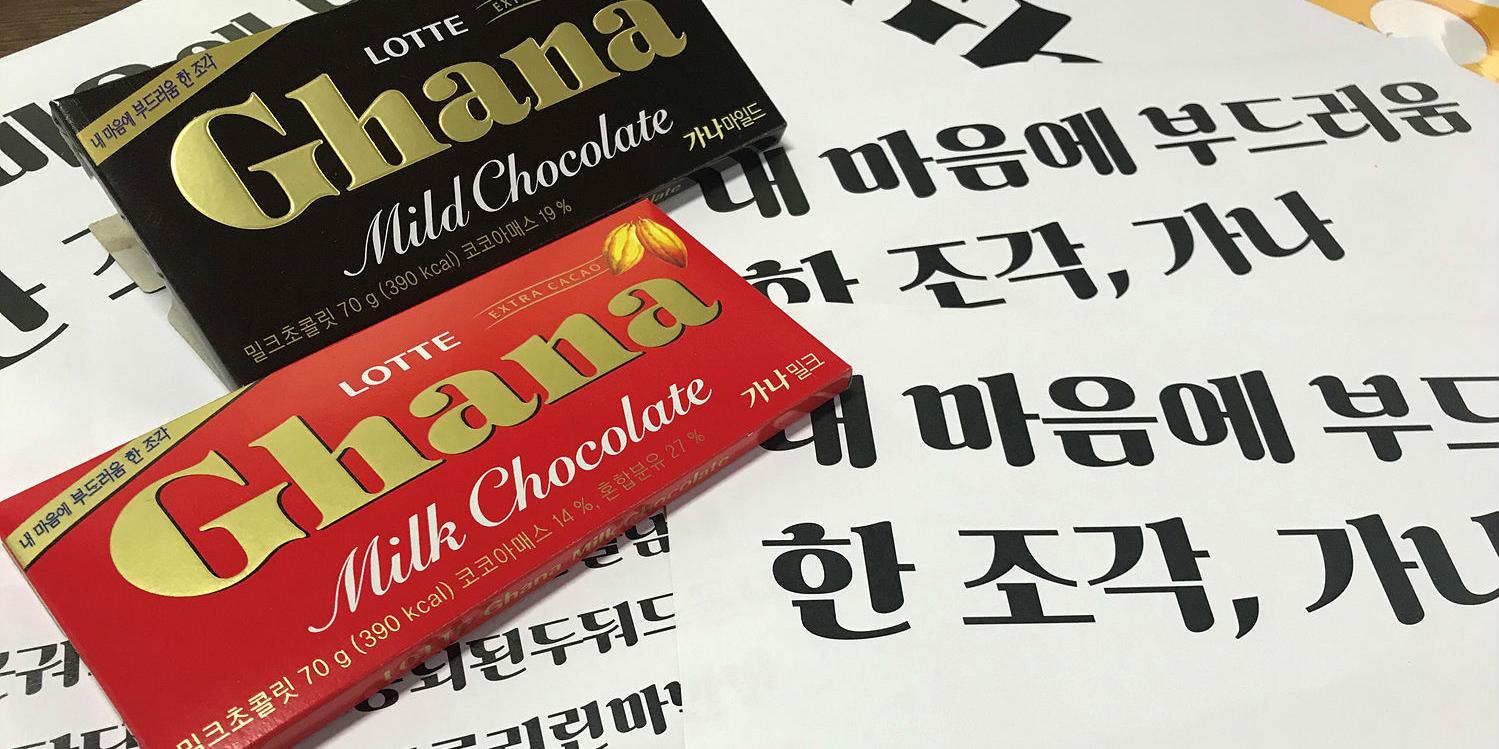 LOTTE
내 마음에 부드러움 한 조각
Ghana
Mild Chocolate
가나마일드
밀크초콜릿 70 g (390 kcal) 코코아매스 19 %
EXTRA CACAO
LOTTE
내 마음에 부드러움 한 조각
Ghana
Milk Chocolate
가나밀크
밀크초콜릿 70 g (390 kcal) 코코아매스 14 %, 혼합분유 27 %
Ghana Milk Chocolate
내 마음에 부드러움
한 조각, 가나
내 마음에 부드
한 조각, 가나